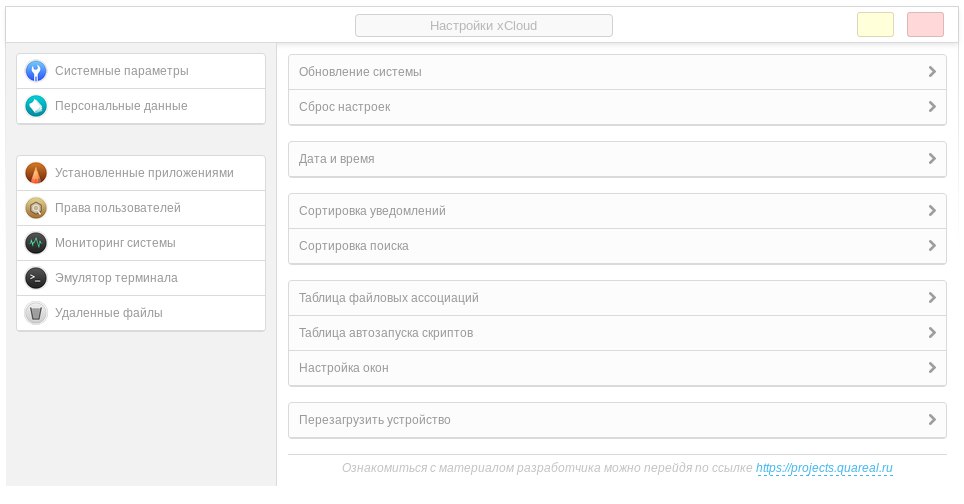 Настройки xCloud
Системные параметры
Персональные данные
Установленные приложениями
Права пользователей
Мониторинг системы
Эмулятор терминала
Удаленные файлы
Обновление системы
Сброс настроек
Дата и время
Сортировка уведомлений
Сортировка поиска
Таблица файловых ассоциаций
Таблица автозапуска скриптов
Настройка окон
Перезагрузить устройство
Ознакомиться с материалом разработчика можно перейдя по ссылке https://projects.quareal.ru